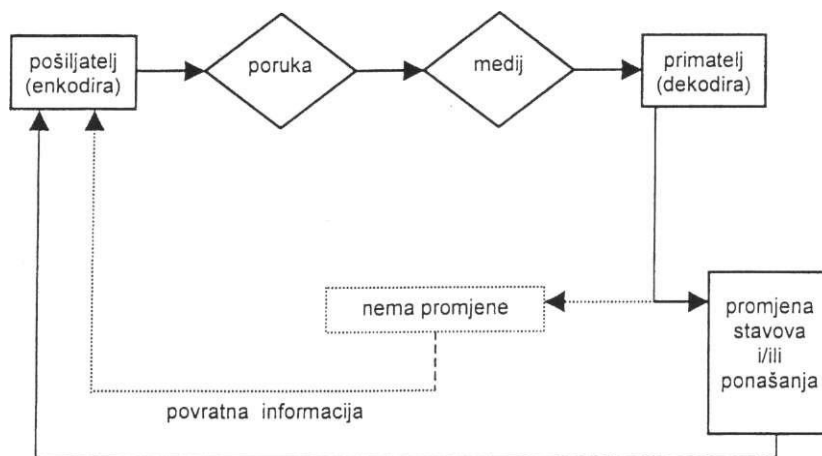 pošiljatelj
(enkodira)
poruka
medij
primatelj
(dekodira)
nema promjene
promjena
stavova
i/ili
ponašanja
povratna informacija